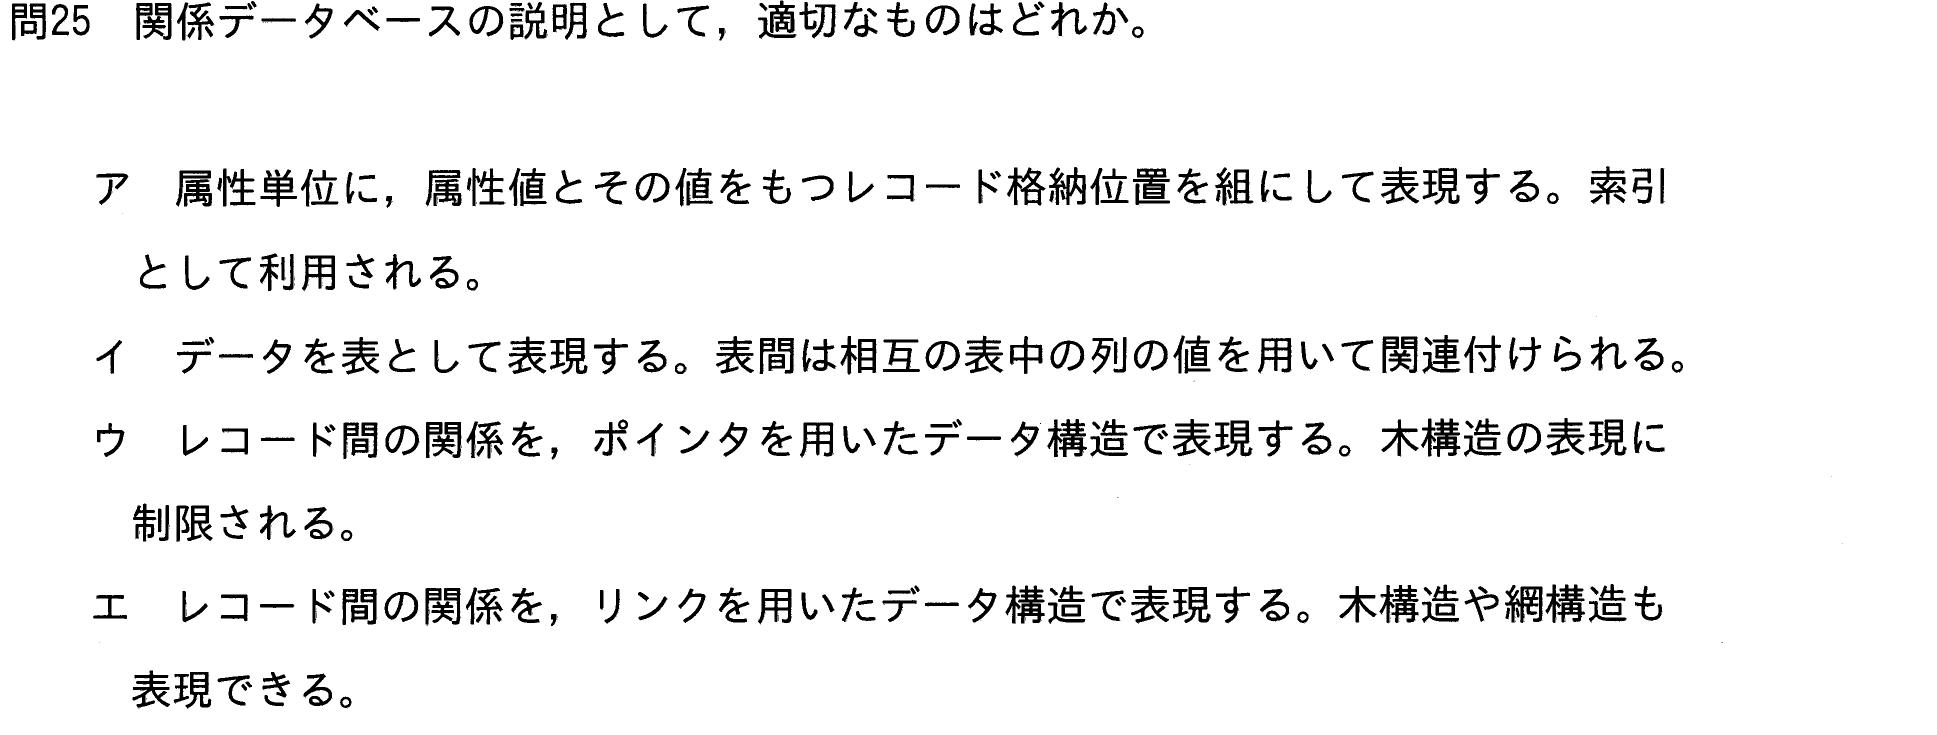 問25　関係データベースの説明として，適切なものはどれか。
ア　属性単位に，属性値とその値をもつレコード格納位置を組にして表現する。索引
として利用される。
イ　データを表として表現する。表間は相互の表中の列の値を用いて関連付けられる。
ウ　レコード間の関係を，ポインタを用いたデータ構造で表現する。木構造の表現に
制限される。
エ　レコード間の関係を，リンクを用いたデータ構造で表現する。木構造や網構造も
表現できる。